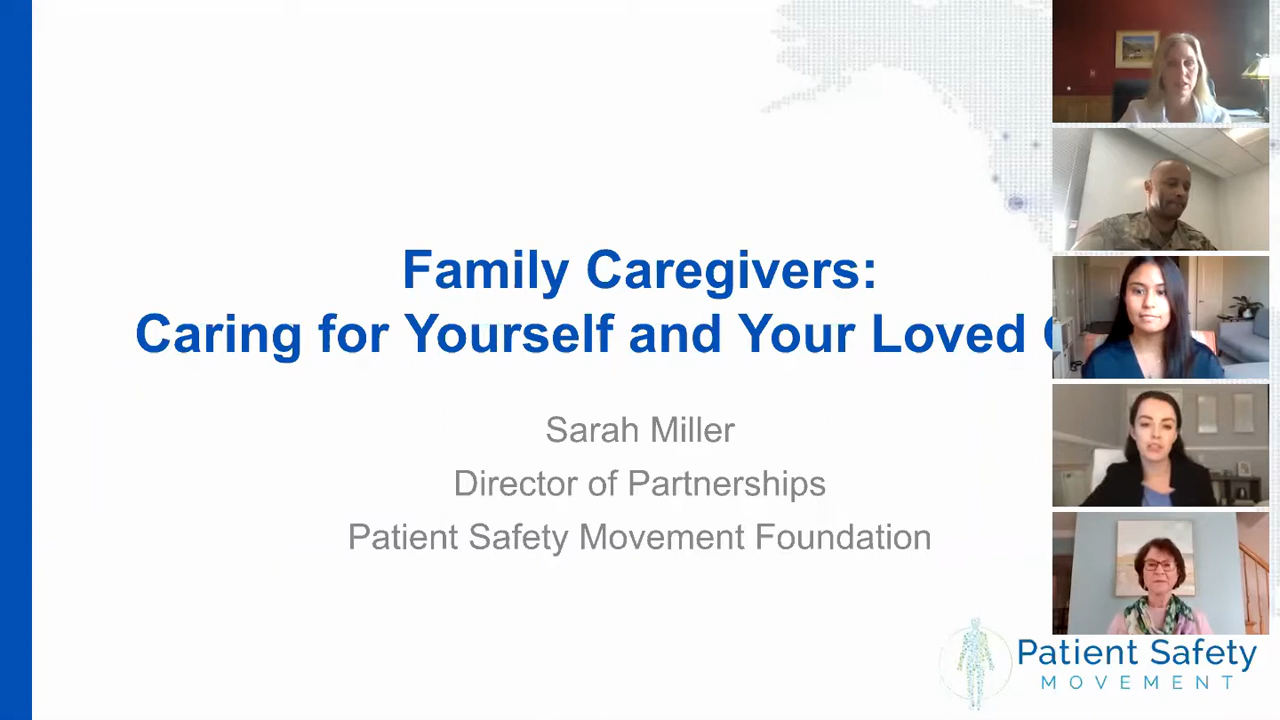 Family Caregivers:
Caring for Yourself and Your Loved
Sarah Miller
Director of Partnerships
Patient Safety Movement Foundation
Patient Safety
MOVEMENT